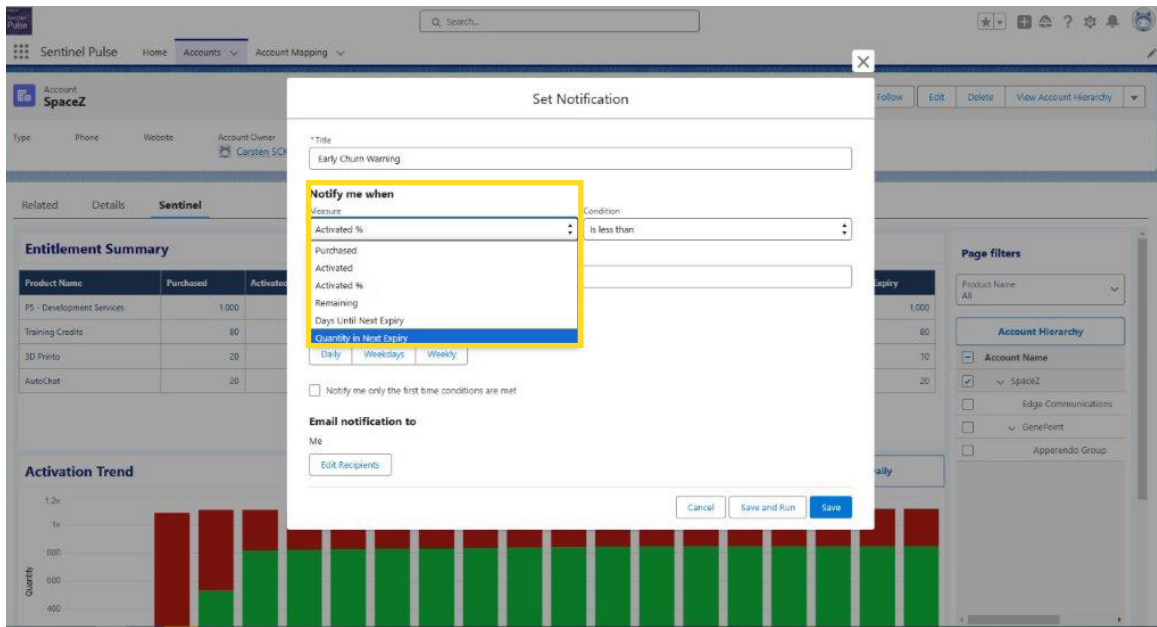 Pulse
Search...
Sentinel Pulse
Home
Accounts
Account Mapping
Account
SpaceZ
Follow
Edit
Delete
View Account Hierarchy
Type
Phone
Website
Account Owner
Carsten SCH
Set Notification
* Title
Early Churn Warning
Notify me when
Measure
Condition
Activated %
Is less than
Purchased
Activated
Activated %
Remaining
Days Until Next Expiry
Quantity in Next Expiry
Daily
Weekdays
Weekly
Notify me only the first time conditions are met
Email notification to
Me
Edit Recipients
Cancel
Save and Run
Save
Related
Details
Sentinel
Entitlement Summary
Product Name
Purchased
Activated
Expiry
PS - Development Services
1,000
1,000
Training Credits
80
80
3D Printo
20
10
AutoChat
20
20
Page filters
Product Name
All
Account Hierarchy
Account Name
SpaceZ
Edge Communications
GenePoint
Apperendo Group
Activation Trend
Daily
1.2k
1k
800
600
400
Quantity